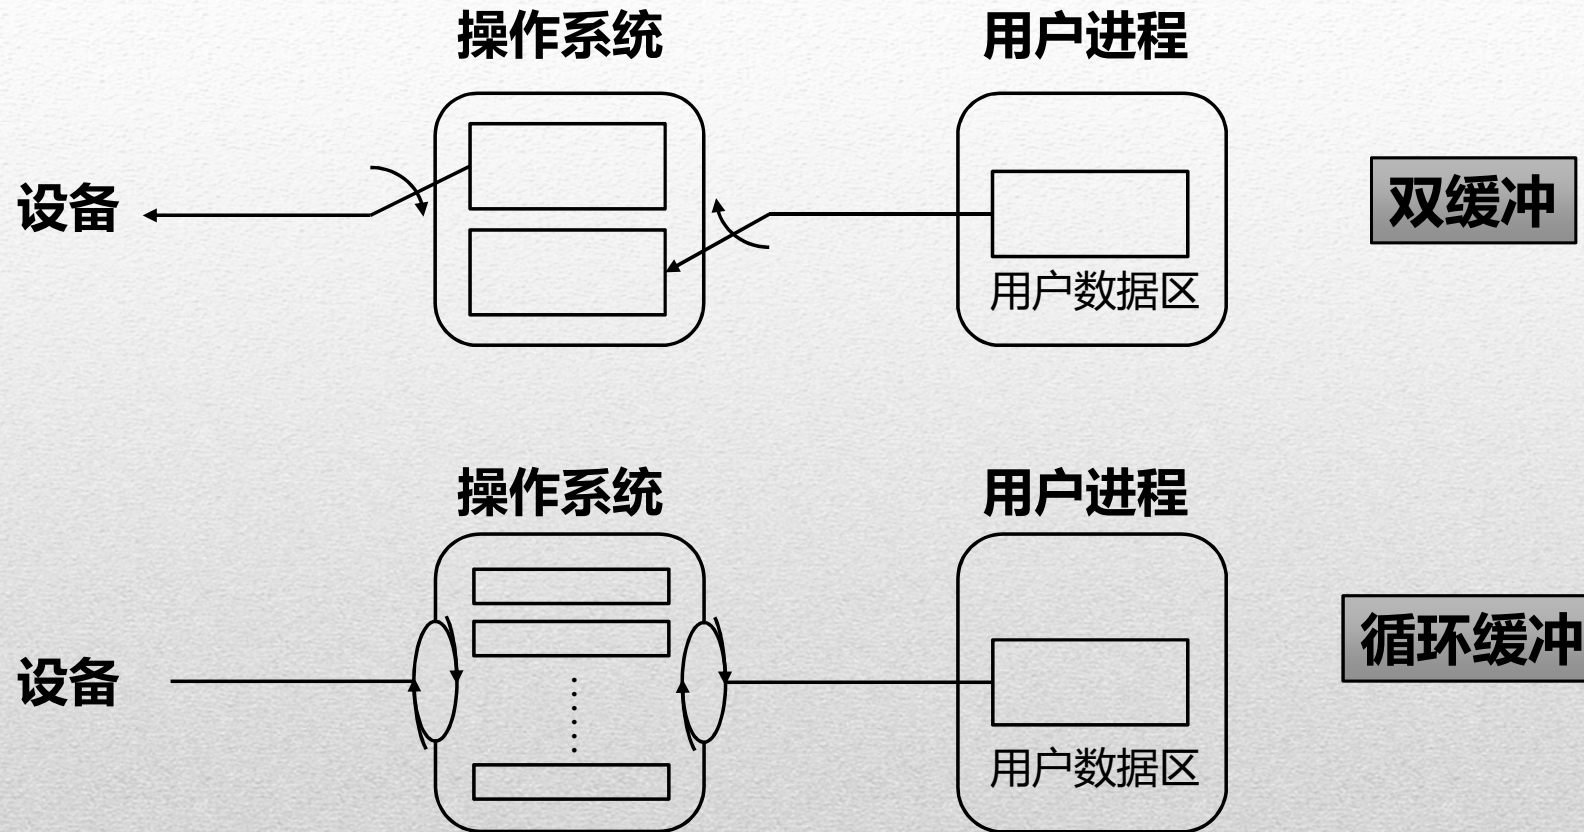 操作系统
用户进程
设备
双缓冲
用户数据区
操作系统
用户进程
循环缓冲
设备
用户数据区